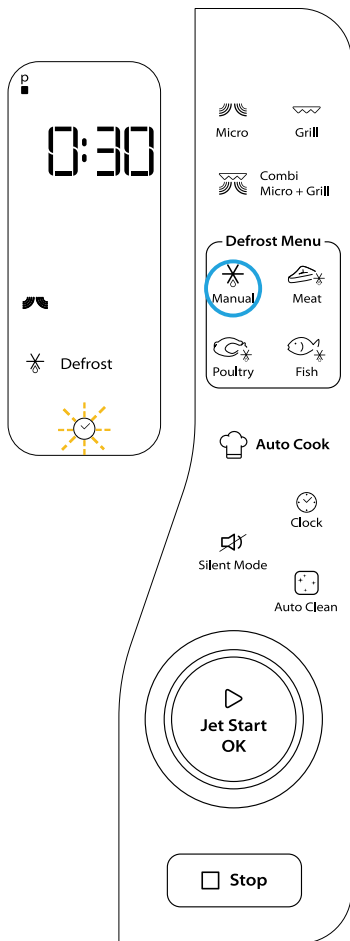 p
0:30
Defrost
Micro
Grill
Combi
Micro + Grill
Defrost Menu
Manual
Meat
Poultry
Fish
Auto Cook
Clock
Silent Mode
Auto Clean
Jet Start
OK
Stop